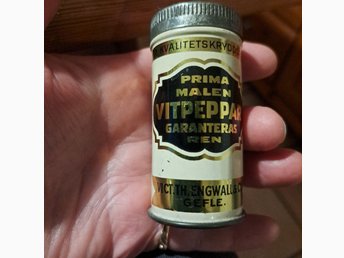 KVALITETSKRYDD
PRIMA
MALEN
VITPEPPAR
GARANTERAS
REN
VICT. TH. ENGWALL & C
GEFLE.